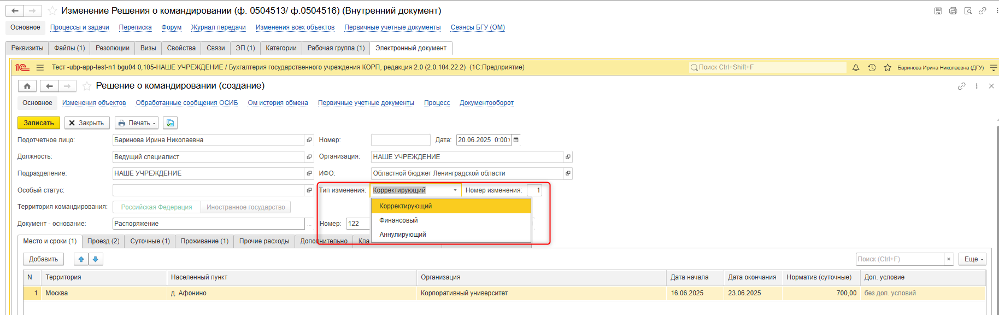 Изменение Решения о командировании (ф. 0504513/ ф.0504516) (Внутренний документ)
Основное Процессы и задачи Переписка Форум Журнал передачи Изменения всех объектов Первичные учетные документы Сеансы БГУ (ОМ)
Реквизиты Файлы (1) Резолюции Визы Свойства Связи ЭП (1) Категории Рабочая группа (1) Электронный документ
1С Тест -ubp-app-test-n1 bgu04 0,105-НАШЕ УЧРЕЖДЕНИЕ / Бухгалтерия государственного учреждения КОРП, редакция 2.0 (2.0.104.22.2) (1С:Предприятие) Поиск Ctrl+Shift+F Баринова Ирина Николаевна (ДГУ)
Решение о командировании (создание)
Основное Изменения объектов Обработанные сообщения ОСИБ Ом история обмена Первичные учетные документы Процесс Документооборот
Записать Закрыть Печать
Подотчетное лицо: Баринова Ирина Николаевна Номер: Дата: 20.06.2025 0:00:
Должность: Ведущий специалист Организация: НАШЕ УЧРЕЖДЕНИЕ
Подразделение: НАШЕ УЧРЕЖДЕНИЕ ИФО: Областной бюджет Ленинградской области
Особый статус: Тип изменения: Корректирующий Номер изменения: 1
Территория командирования: Российская Федерация Иностранное государство Корректирующий
Финансовый
Документ - основание: Распоряжение ... Номер: 122
Аннулирующий
Место и сроки (1) Проезд (2) Суточные (1) Проживание (1) Прочие расходы Дополнительно Кла
Добавить Поиск (Ctrl+F) × Еще
N Территория Населенный пункт Организация Дата начала Дата окончания Норматив (суточные) Доп. условие
1 Москва д. Афонино Корпоративный университет 16.06.2025 23.06.2025 700,00 без доп. условий